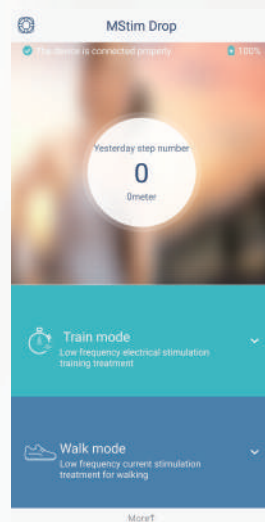 MStim Drop
The device is connected properly
100%
Yesterday step number
0
0meter
Train mode
Low frequency electrical stimulation
training treatment
Walk mode
Low frequency current stimulation
treatment for walking
More↑